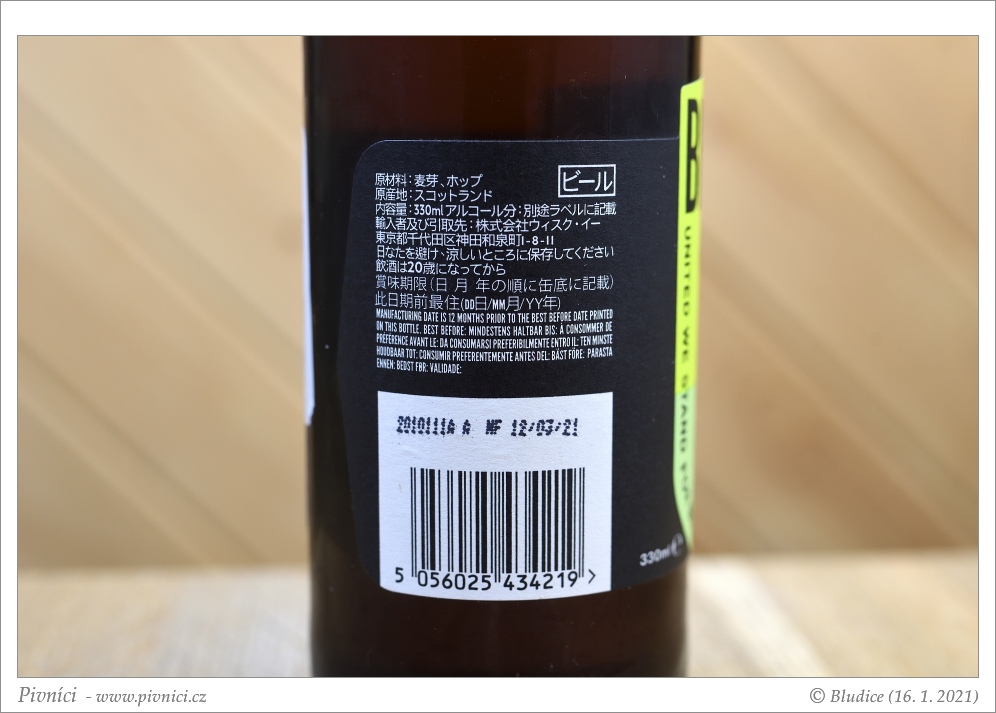 原材料：麦芽、ホップ
ビール
原産地：スコットランド
内容量：330mlアルコール分：別途ラベルに記載
輸入者及び引取先：株式会社ウィスク・イー
東京都千代田区神田和泉町1-8-11
日なたを避け、涼しいところに保存してください
飲酒は20歳になってから
賞味期限（日 月 年の順に缶底に記載）
此日期前最佳(DD日/MM月/YY年)
MANUFACTURING DATE IS 12 MONTHS PRIOR TO THE BEST BEFORE DATE PRINTED
ON THIS BOTTLE. BEST BEFORE: MINDESTENS HALTBAR BIS: À CONSOMMER DE
PREFERENCE AVANT LE: DA CONSUMARSI PREFERIBILMENTE ENTRO IL: TEN MINSTE
HOUDBAAR TOT: CONSUMIR PREFERENTEMENTE ANTES DEL: BÄST FÖRE: PARASTA
ENNEN: BEDST FØR: VALIDADE:
2010111A A MF 12/03/21
5 056025 434219 >
330ml
UNITED WE STAND
Pivníci - www.pivnici.cz
© Bludice (16. 1. 2021)